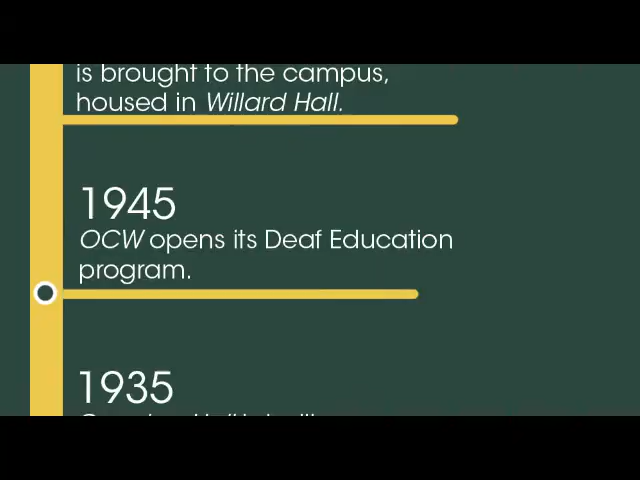 is brought to the campus,
housed in Willard Hall.
1945
OCW opens its Deaf Education
program.
1935